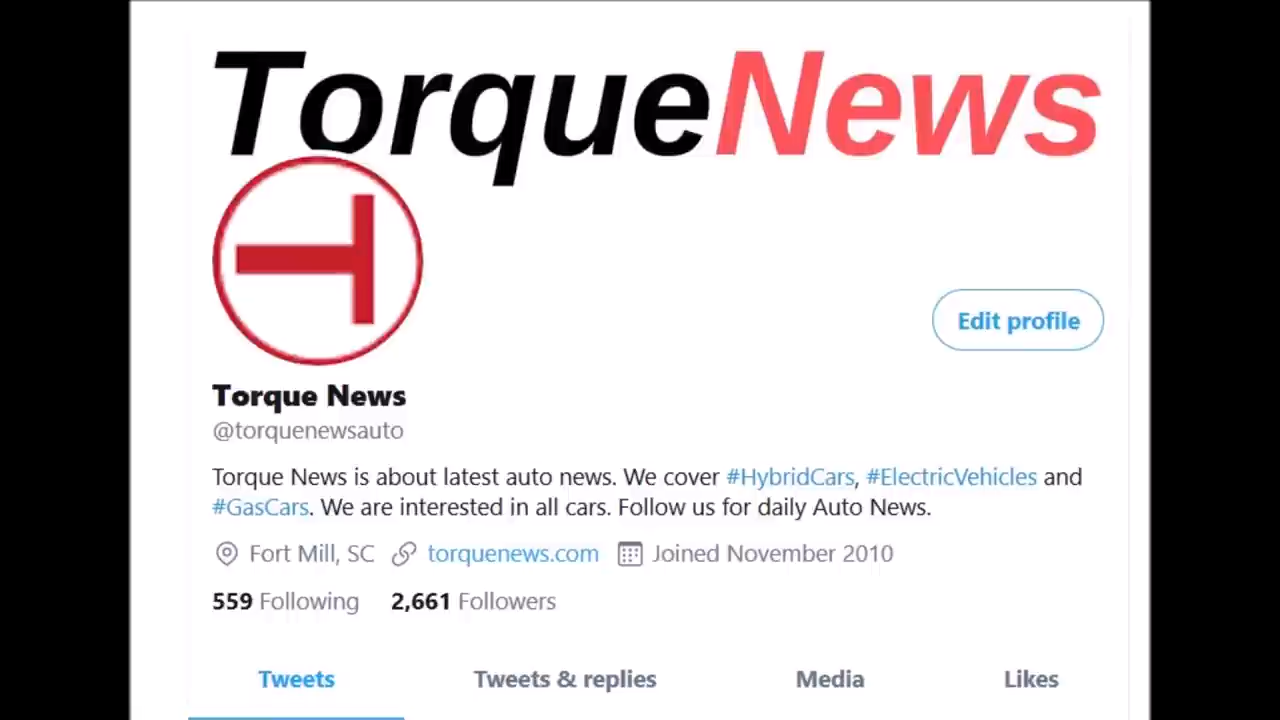 TorqueNews
T
Edit profile
Torque News
@torquenewsauto
Torque News is about latest auto news. We cover #HybridCars, #ElectricVehicles and
#GasCars. We are interested in all cars. Follow us for daily Auto News.
Fort Mill, SC torquenews.com Joined November 2010
559 Following 2,661 Followers
Tweets Tweets & replies Media Likes